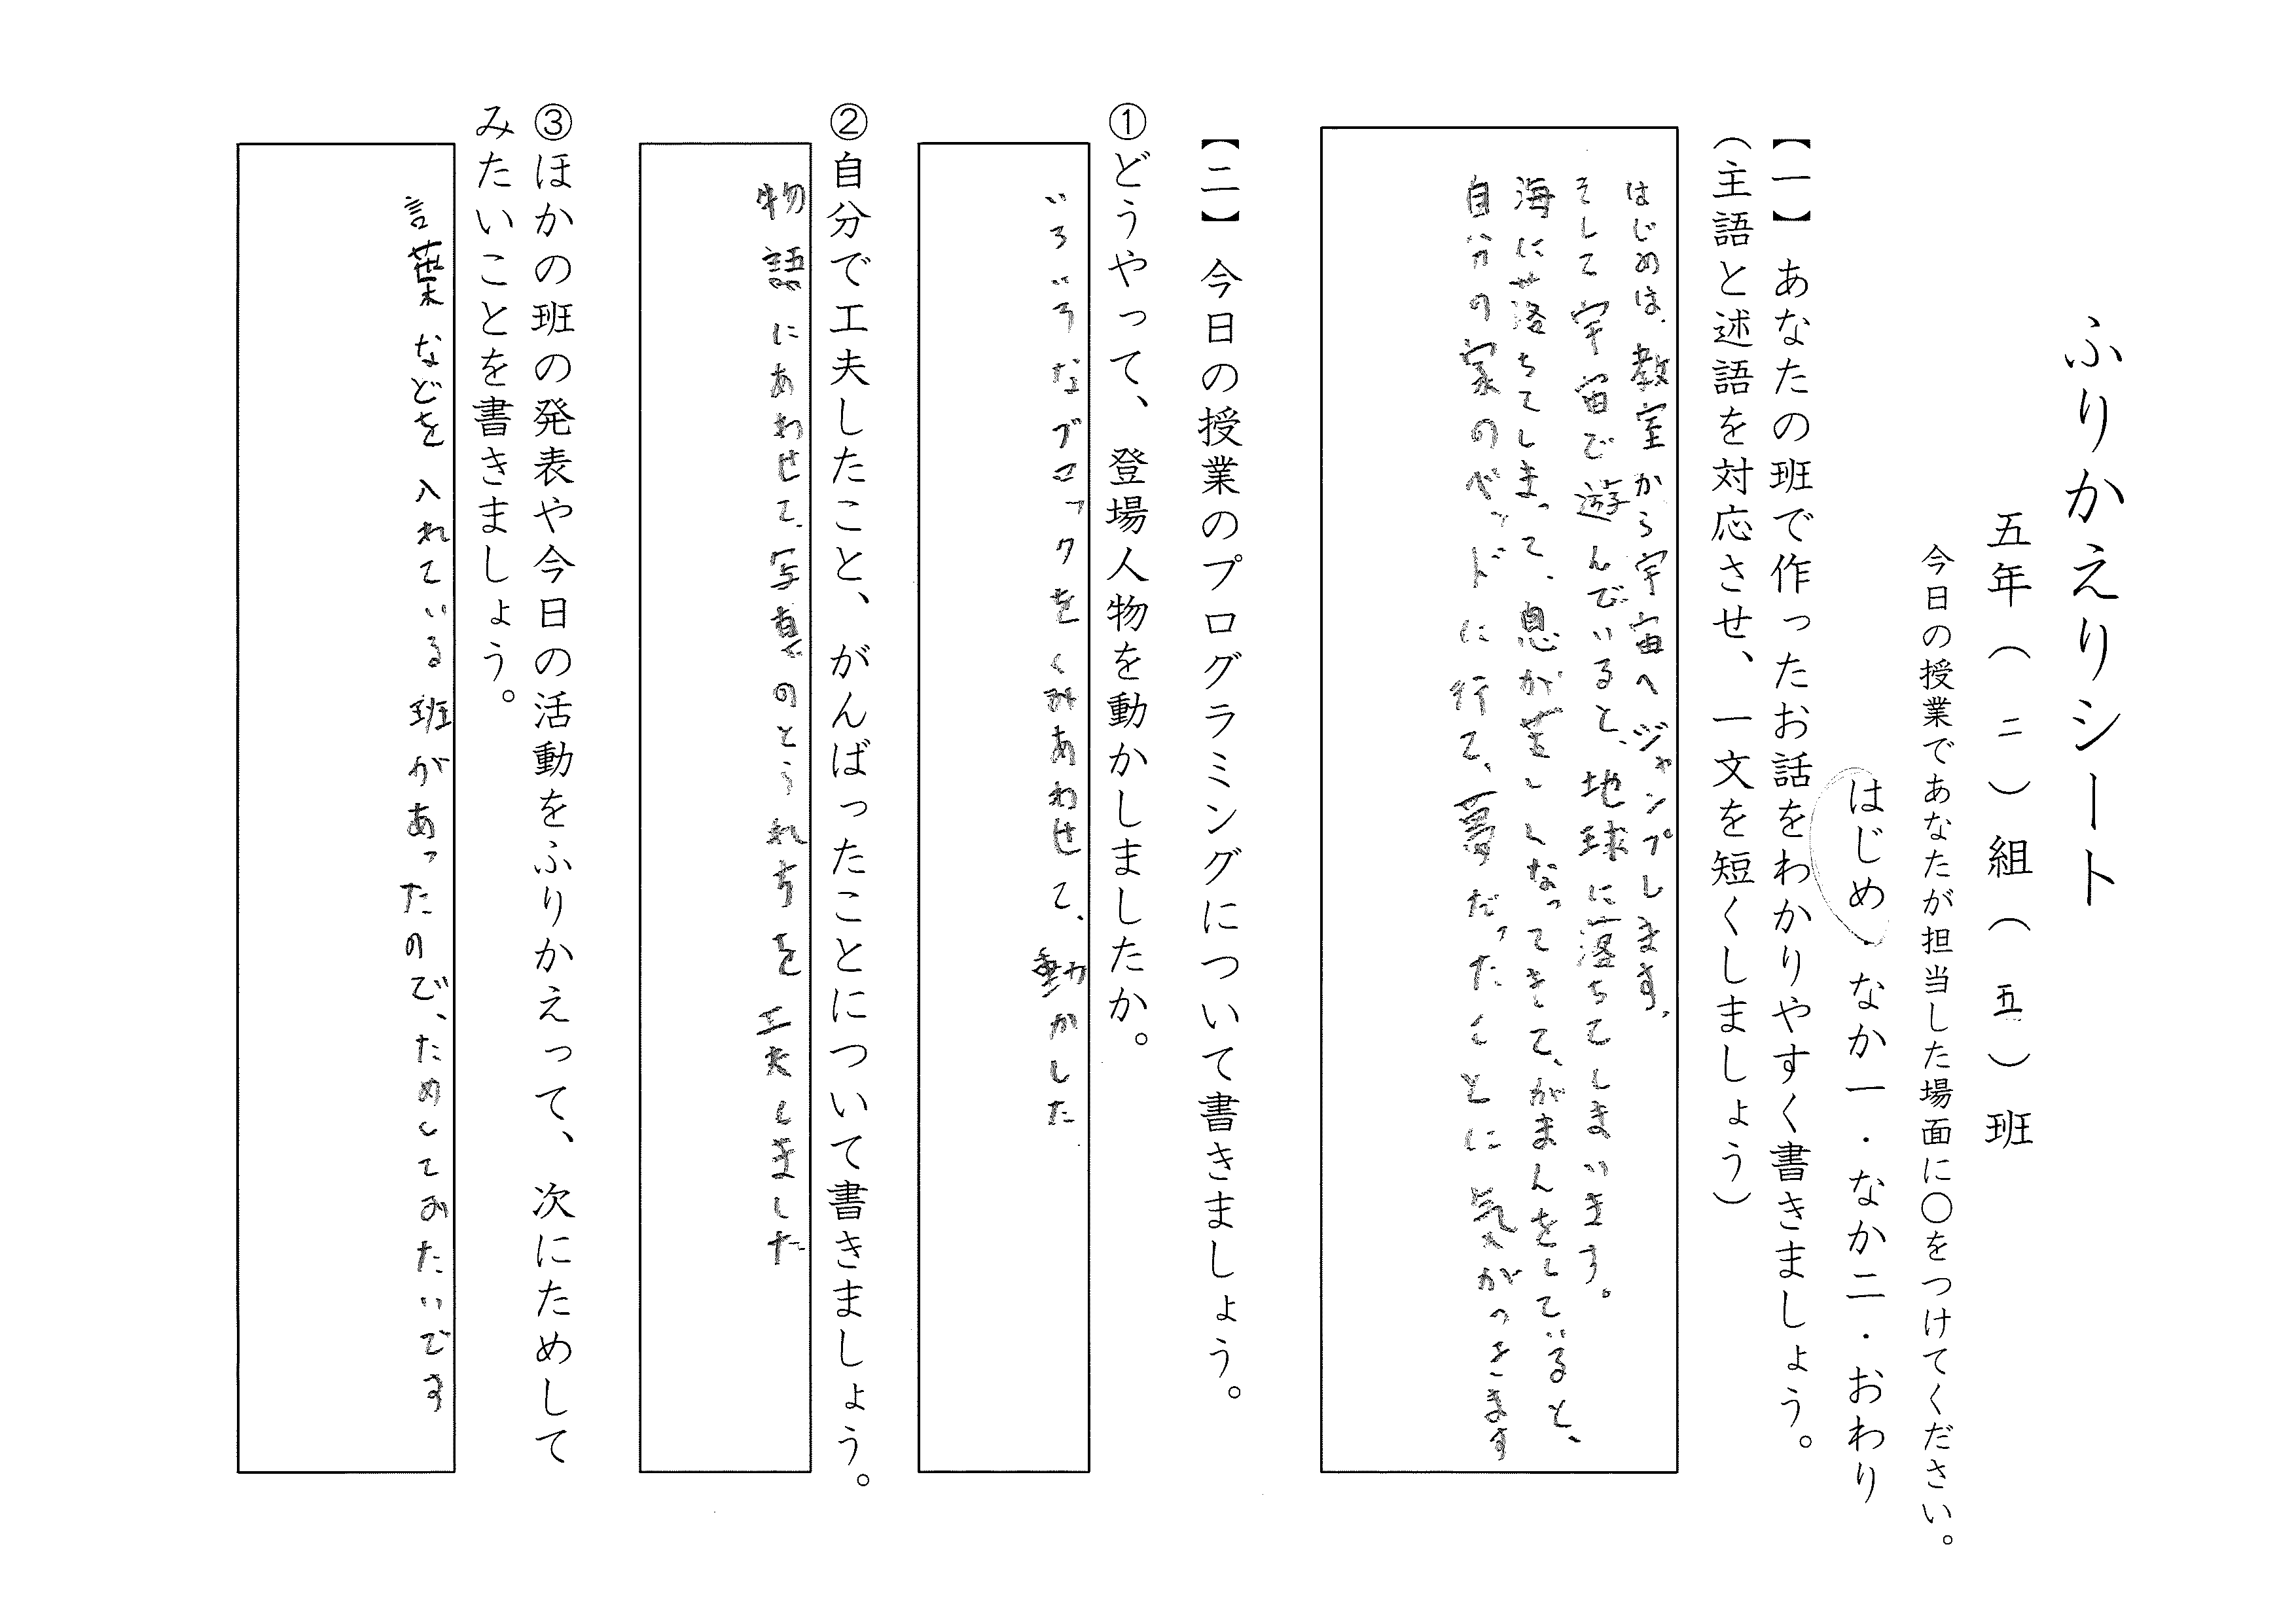 ふりかえりシート
五年（二）組（五）班
今日の授業であなたが担当した場面に〇をつけてください。
はじめ・なか一・なか二・おわり
【一】あなたの班で作ったお話をわかりやすく書きましょう。
（主語と述語を対応させ、一文を短くしましょう）
はじめは、教室から宇宙へジャンプします。
そして宇宙で遊んでいると、地球に落ちてしまいます。
海に落ちてしまって、息が苦しくなってきて、がまんをしていると、
自分の家のベッドに行て、夢だったことに気がつきます
【二】今日の授業のプログラミングについて書きましょう。
①どうやって、登場人物を動かしましたか。
いろいろなブロックをくみあわせて、動かした
②自分で工夫したこと、がんばったことについて書きましょう。
物語にあわせて、写真のとられ方を工夫しました
③ほかの班の発表や今日の活動をふりかえって、次にためして
みたいことを書きましょう。
言葉などを入れている班があったので、ためしてみたいです